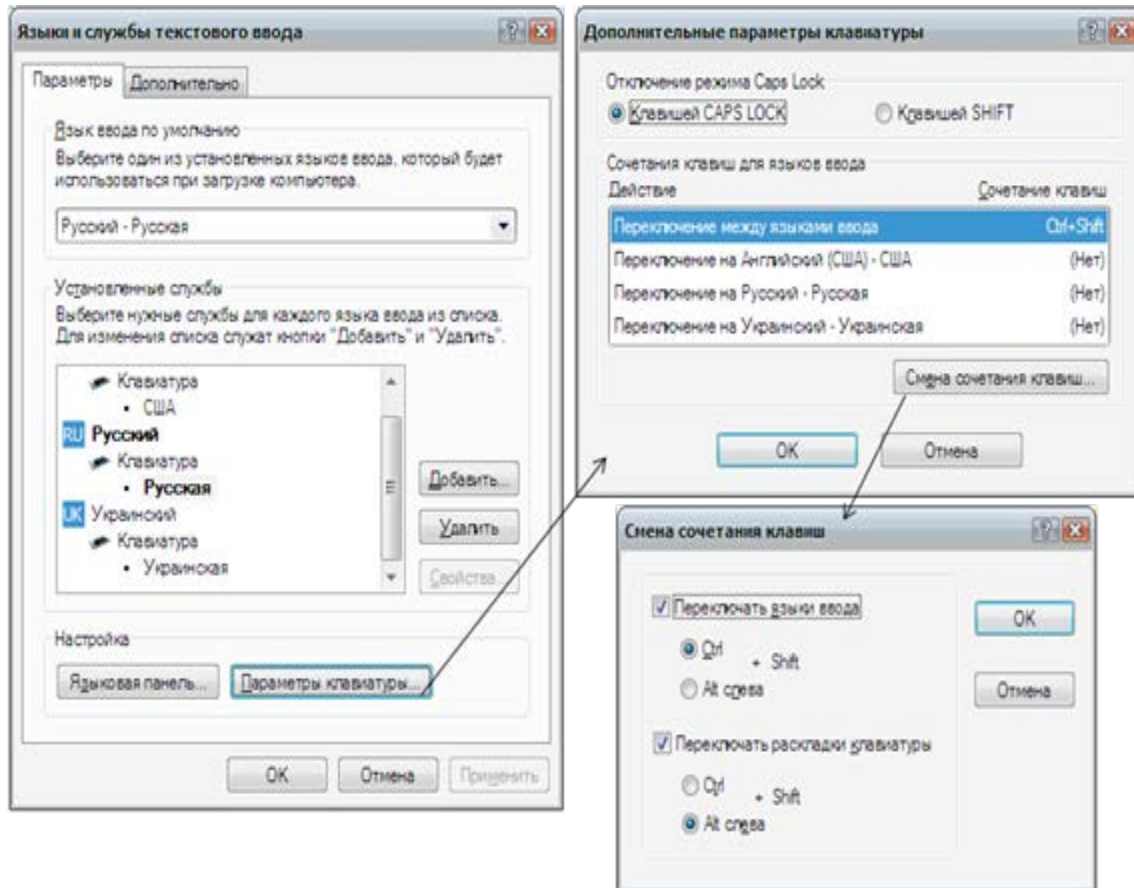 Языки и службы текстового ввода
Параметры
Дополнительно
Язык ввода по умолчанию
Выберите один из установленных языков ввода, который будет
использоваться при загрузке компьютера.
Русский - Русская
Установленные службы
Выберите нужные службы для каждого языка ввода из списка.
Для изменения списка служат кнопки "Добавить" и "Удалить".
Клавиатура
• США
RU Русский
Клавиатура
• Русская
UK Украинский
Клавиатура
• Украинская
Добавить...
Удалить
Свойства...
Настройка
Языковая панель...
Параметры клавиатуры...
OK
Отмена
Применить
Дополнительные параметры клавиатуры
Отключение режима Caps Lock
Клавишей CAPS LOCK
Клавишей SHIFT
Сочетания клавиш для языков ввода
Действие Сочетание клавиш
Переключение между языками ввода Ctrl+Shift
Переключение на Английский (США) - США (Нет)
Переключение на Русский - Русская (Нет)
Переключение на Украинский - Украинская (Нет)
Смена сочетания клавиш...
OK
Отмена
Смена сочетания клавиш
Переключать языки ввода
Ctrl
+ Shift
Alt слева
Переключать раскладки клавиатуры
Ctrl
+ Shift
Alt слева
OK
Отмена